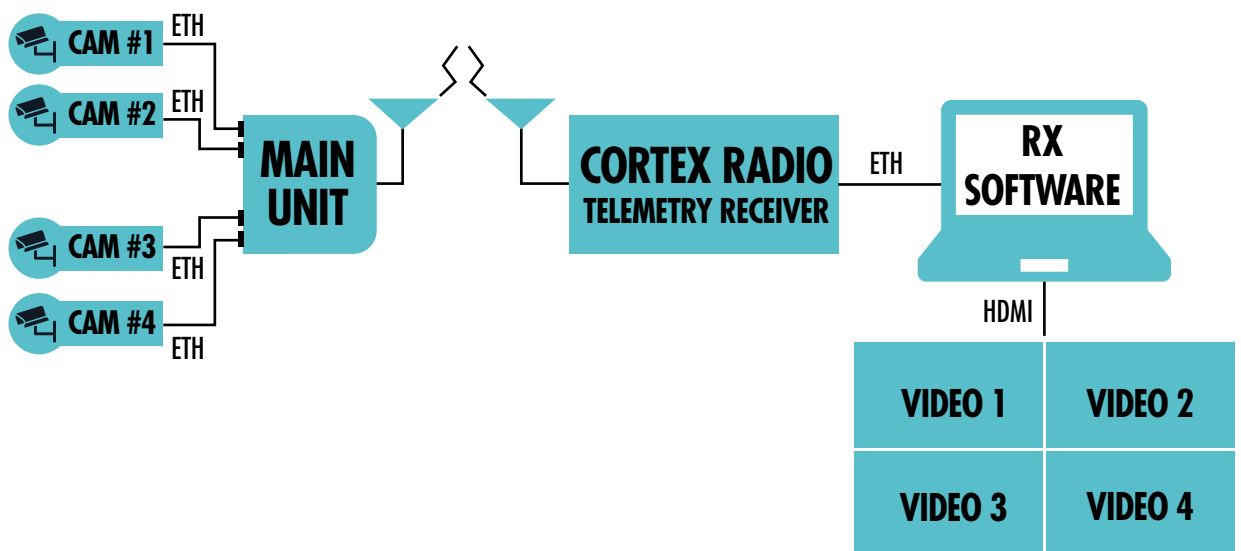 ETH
CAM #1
ETH
CAM #2
CAM #3
ETH
CAM #4
ETH
MAIN
UNIT
CORTEX RADIO
TELEMETRY RECEIVER
ETH
RX
SOFTWARE
HDMI
VIDEO 1
VIDEO 2
VIDEO 3
VIDEO 4